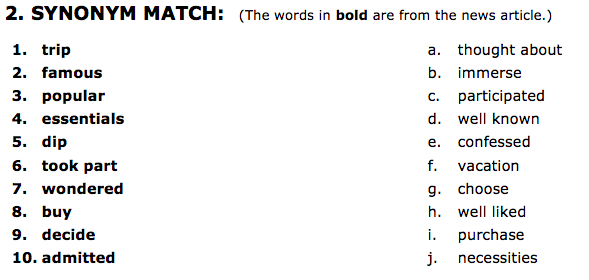 2. SYNONYM MATCH: (The words in bold are from the news article.)
1. trip a. thought about
2. famous b. immerse
3. popular c. participated
4. essentials d. well known
5. dip e. confessed
6. took part f. vacation
7. wondered g. choose
8. buy h. well liked
9. decide i. purchase
10. admitted j. necessities